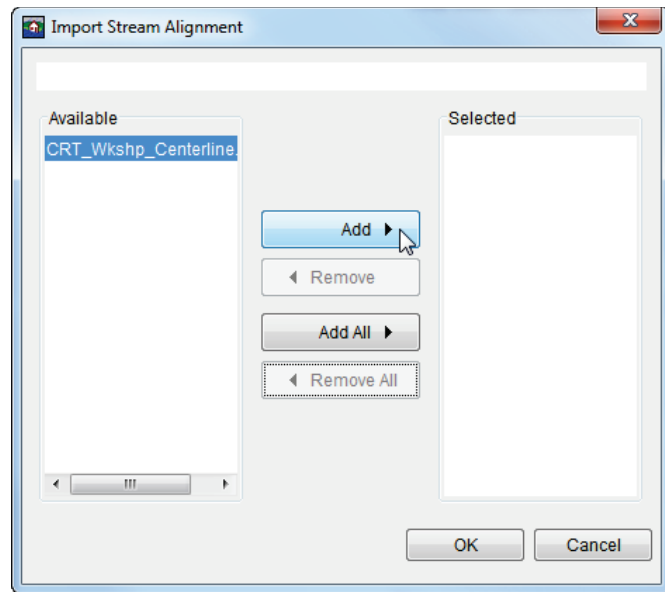 Import Stream Alignment
Available
Selected
CRT_Wkshp_Centerline.
Add
Remove
Add All
Remove All
OK
Cancel